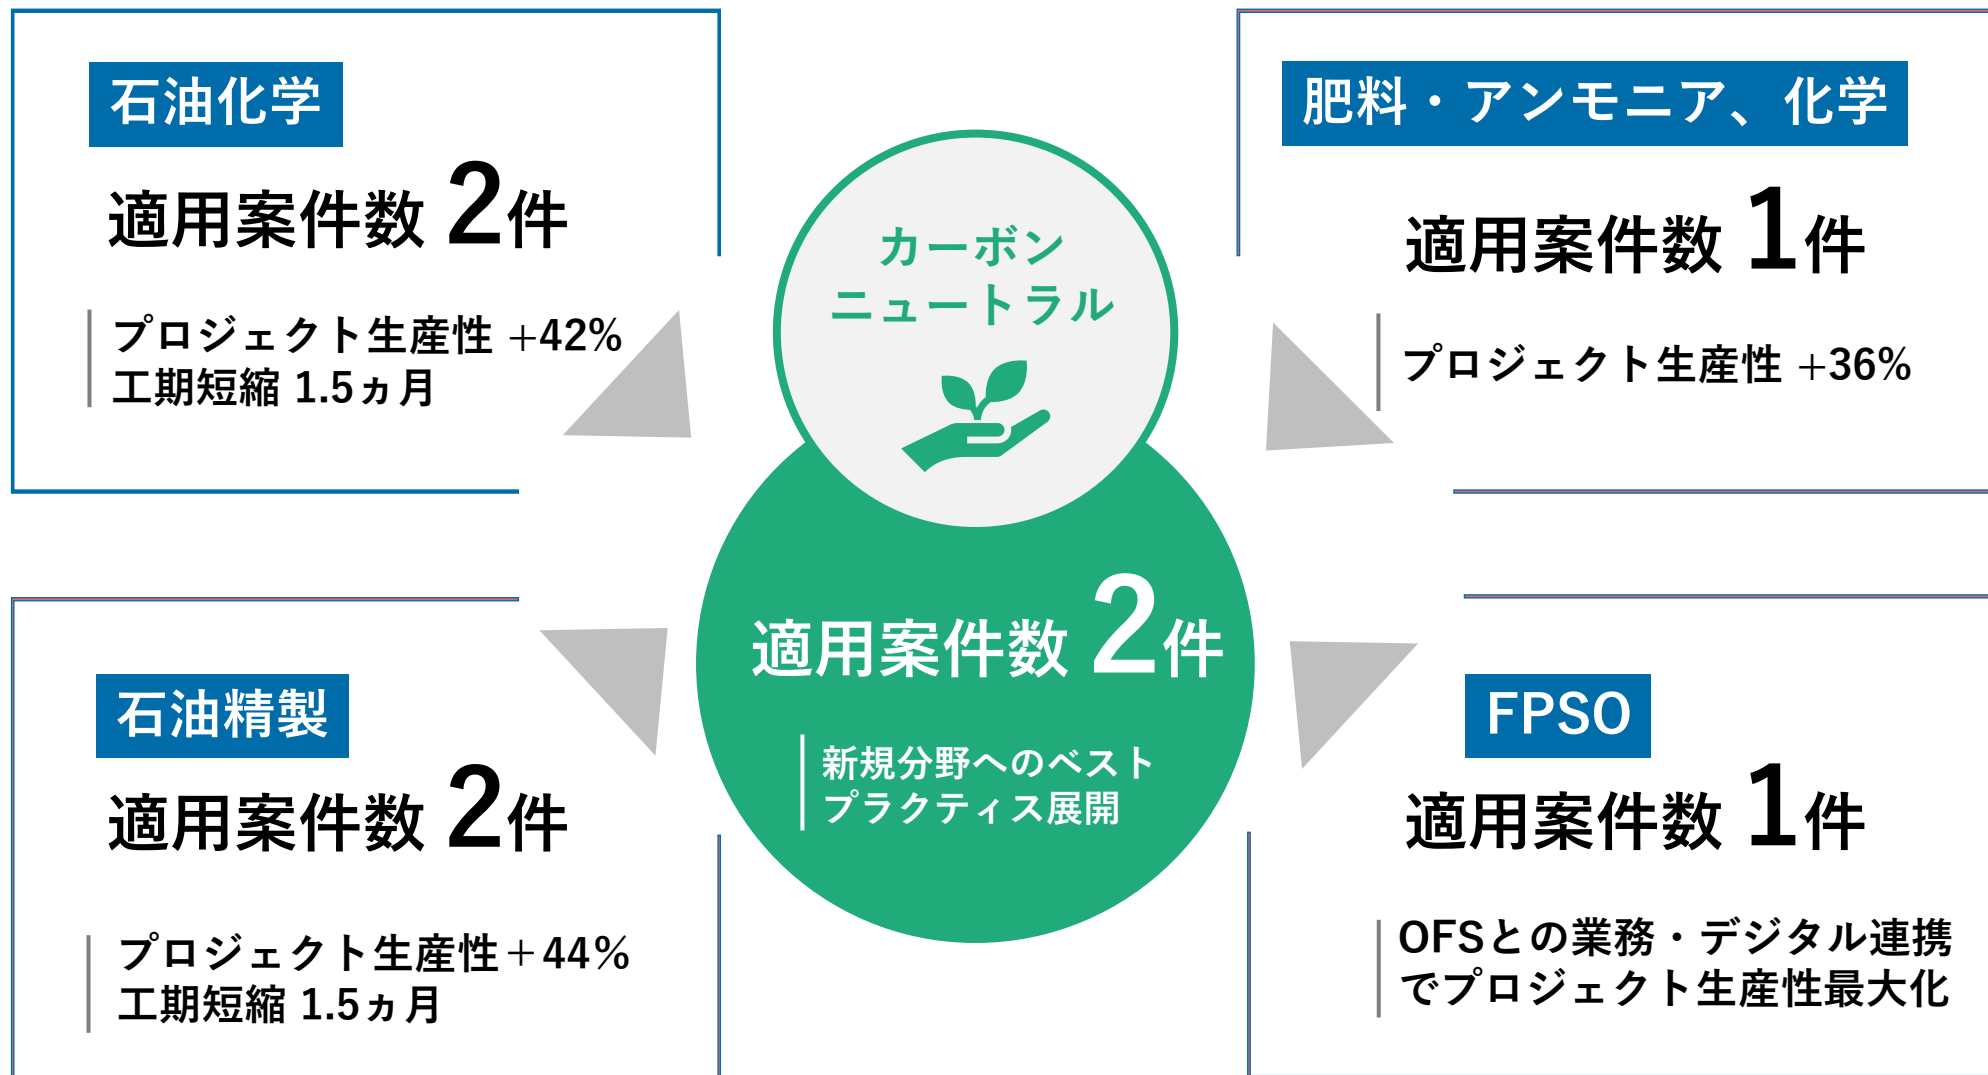 石油化学
適用案件数 2件
プロジェクト生産性 +42%
工期短縮 1.5ヵ月
肥料・アンモニア、化学
適用案件数 1件
プロジェクト生産性 +36%
カーボン
ニュートラル
適用案件数 2件
新規分野へのベスト
プラクティス展開
石油精製
適用案件数 2件
プロジェクト生産性＋44%
工期短縮 1.5ヵ月
FPSO
適用案件数 1件
OFSとの業務・デジタル連携
でプロジェクト生産性最大化